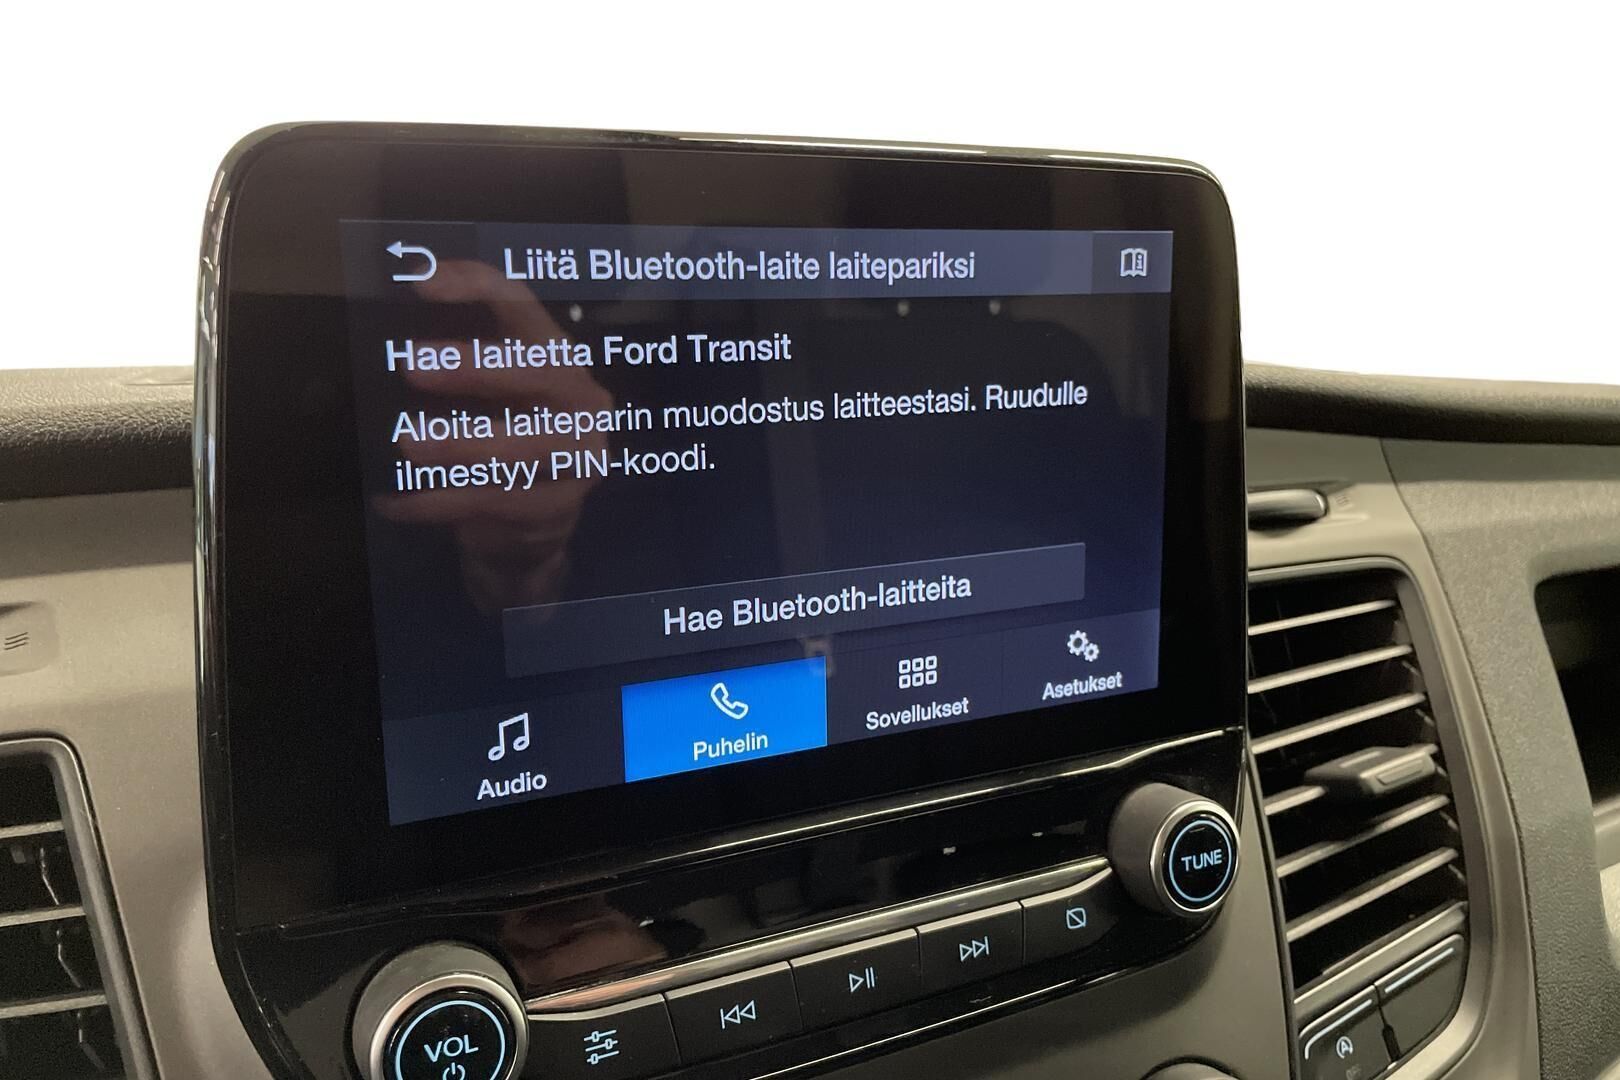 Liitä Bluetooth-laite laitepariksi
Hae laitetta Ford Transit
Aloita laiteparin muodostus laitteestasi. Ruudulle
ilmestyy PIN-koodi.
Hae Bluetooth-laitteita
Audio
Puhelin
Sovellukset
Asetukset
TUNE
VOL